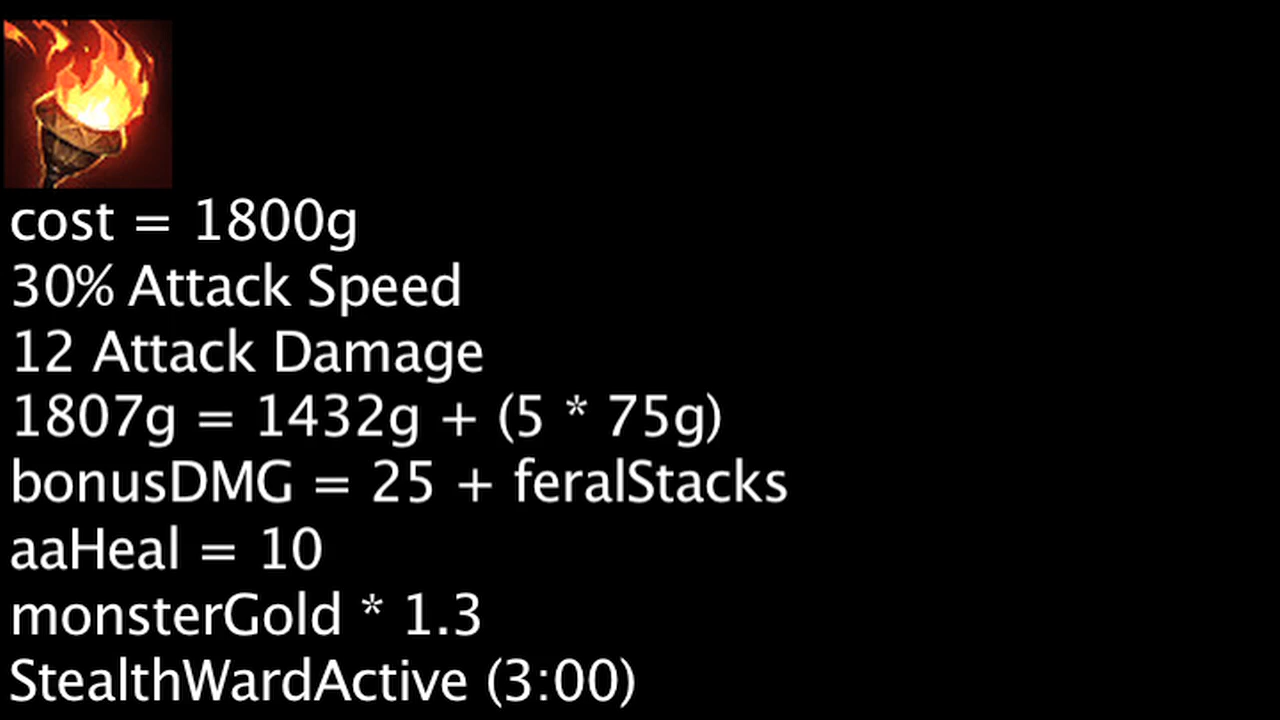 cost = 1800g
30% Attack Speed
12 Attack Damage
1807g = 1432g + (5 * 75g)
bonusDMG = 25 + feralStacks
aaHeal = 10
monsterGold * 1.3
StealthWardActive (3:00)